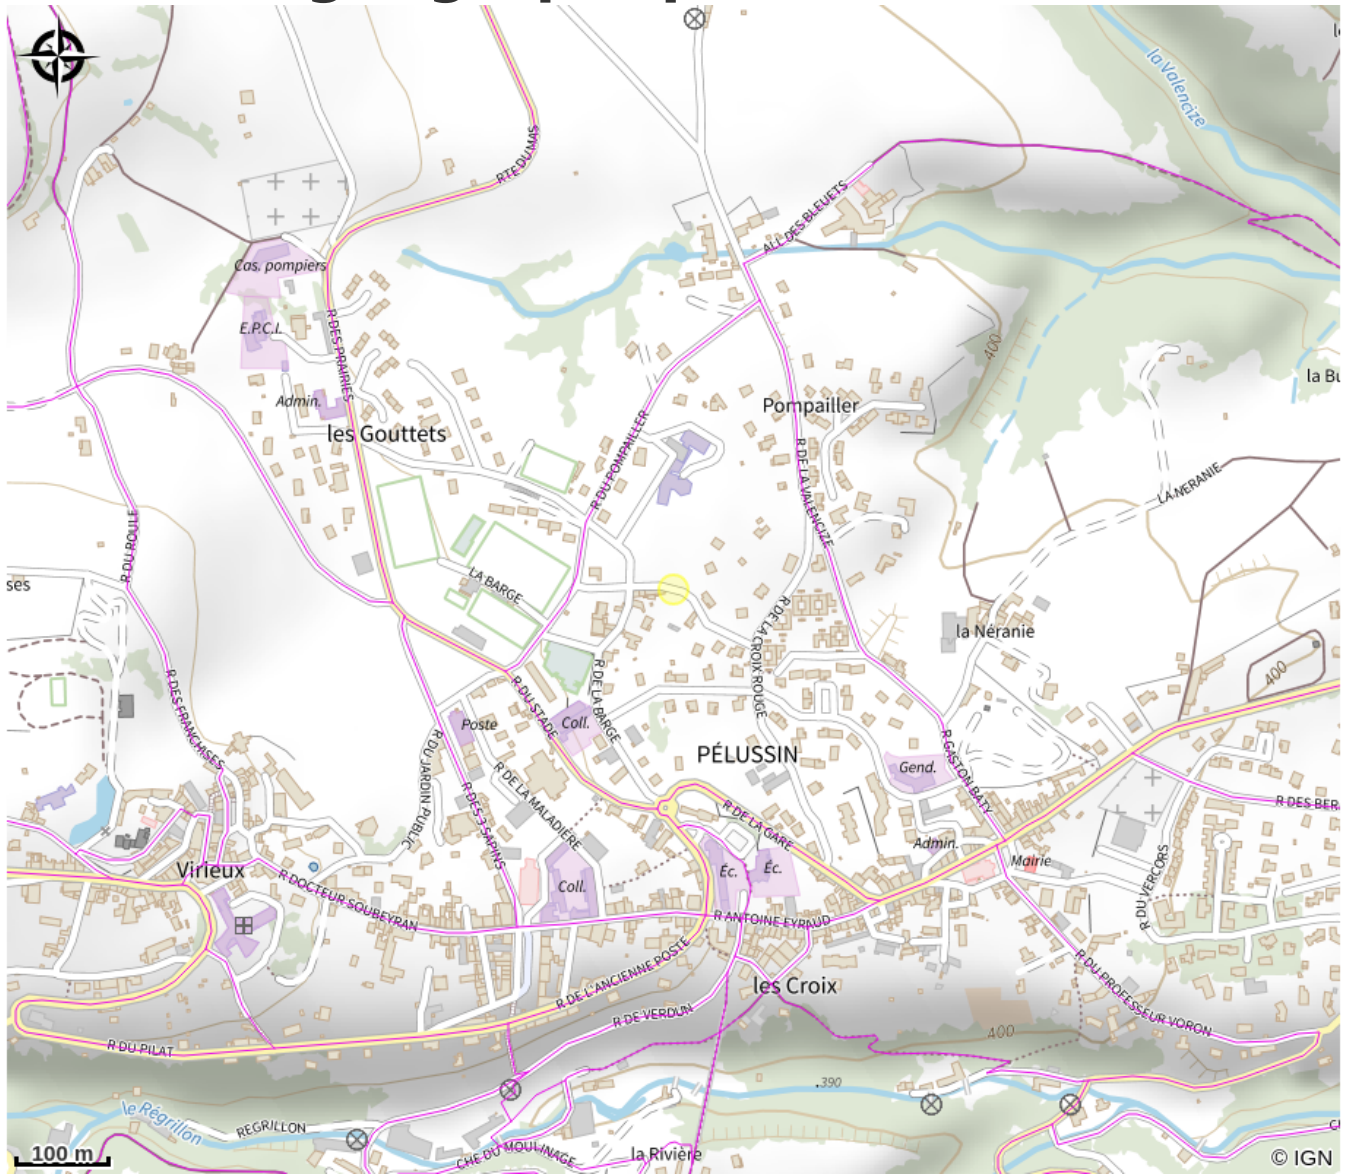 la Valencize
RTE DU MAS
ALL DES BLEUETS
Cas. pompiers
E.P.C.I.
R DES PRAIRIES
400
la Bu
Admin.
Pompailler
les Gouttets
R DU POMPAILLER
R DE LA VALENCIZE
LA NERANIE
R DU ROULE
ses
LA BARGE
R DE LA CROIX ROUGE
la Néranie
400
R DES FRANCHISES
R DU STADE
R DE LA BARGE
Poste
Coll.
R DU JARDIN PUBLIC
PÉLUSSIN
Gend.
R GASTON BATY
R DE LA MALADIÈRE
R DES 3 SAPINS
R DE LA GARE
R DES BER
Admin.
Mairie
Virieux
Éc.
Éc.
Coll.
R DU VERCORS
R DOCTEUR SOUBEYRAN
R ANTOINE EYRAUD
R DE L'ANCIENNE POSTE
les Croix
R DU PROFESSEUR VORON
R DE VERDUN
400
R DU PILAT
.390
le Régrillon
REGRILLON
CHE DU MOULINAGE
la Rivière
100 m
© IGN